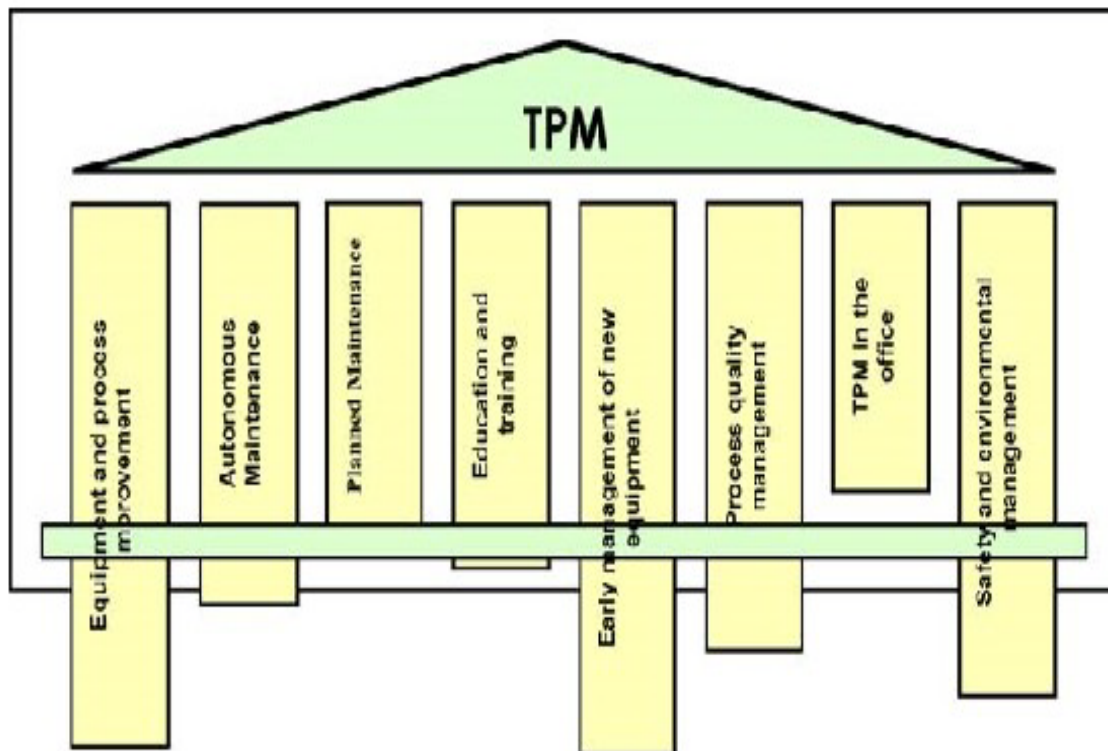 TPM
Equipment and process
morovement
Autonomous
Maintenance
Planned Maintenance
Education and
training
Early management of new
equipment
Process quality
management
TPM in the
office
Safety and environmental
management